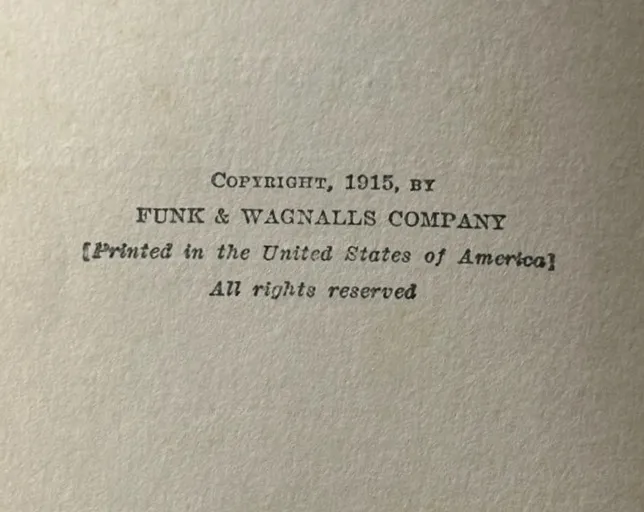 Copyright, 1915, by
FUNK & WAGNALLS COMPANY
[Printed in the United States of America]
All rights reserved